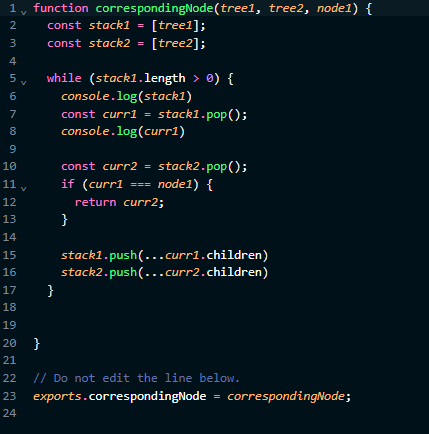 1 function correspondingNode(tree1, tree2, node1) {
2 const stack1 = [tree1];
3 const stack2 = [tree2];
4
5 while (stack1.length > 0) {
6 console.log(stack1)
7 const curr1 = stack1.pop();
8 console.log(curr1)
9
10 const curr2 = stack2.pop();
11 if (curr1 === node1) {
12 return curr2;
13 }
14
15 stack1.push(...curr1.children)
16 stack2.push(...curr2.children)
17 }
18
19
20 }
21
22 // Do not edit the line below.
23 exports.correspondingNode = correspondingNode;
24